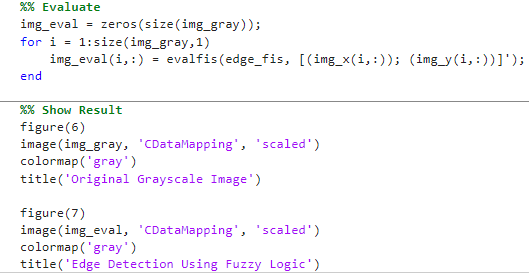 %% Evaluate
img_eval = zeros(size(img_gray));
for i = 1:size(img_gray,1)
    img_eval(i,:) = evalfis(edge_fis, [(img_x(i,:)); (img_y(i,:))]');
end
%% Show Result
figure(6)
image(img_gray, 'CDataMapping', 'scaled')
colormap('gray')
title('Original Grayscale Image')
figure(7)
image(img_eval, 'CDataMapping', 'scaled')
colormap('gray')
title('Edge Detection Using Fuzzy Logic')